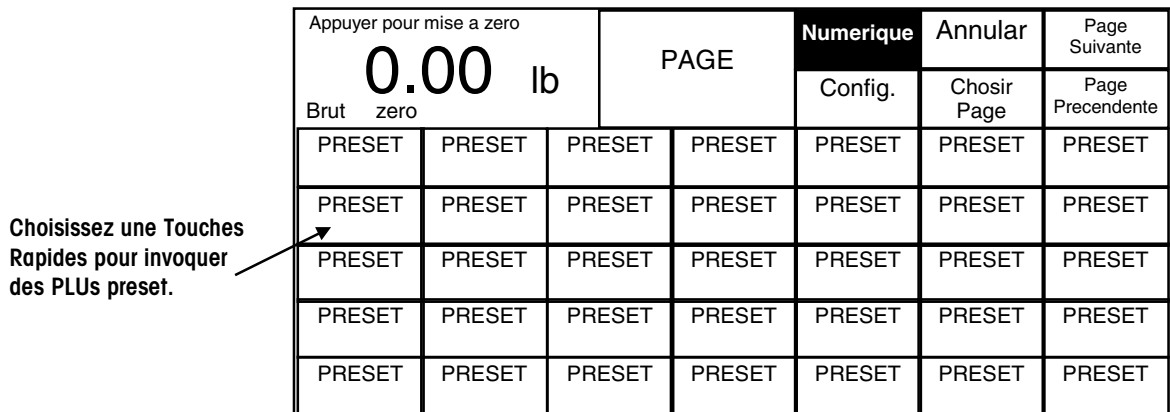 Appuyer pour mise a zero
0.00 lb
Brut zero
PAGE
Numerique
Annular
Page
Suivante
Config.
Chosir
Page
Page
Precendente
PRESET PRESET PRESET PRESET PRESET PRESET PRESET
PRESET PRESET PRESET PRESET PRESET PRESET PRESET
PRESET PRESET PRESET PRESET PRESET PRESET PRESET
PRESET PRESET PRESET PRESET PRESET PRESET PRESET
PRESET PRESET PRESET PRESET PRESET PRESET PRESET
Choisissez une Touches
Rapides pour invoquer
des PLUs preset.